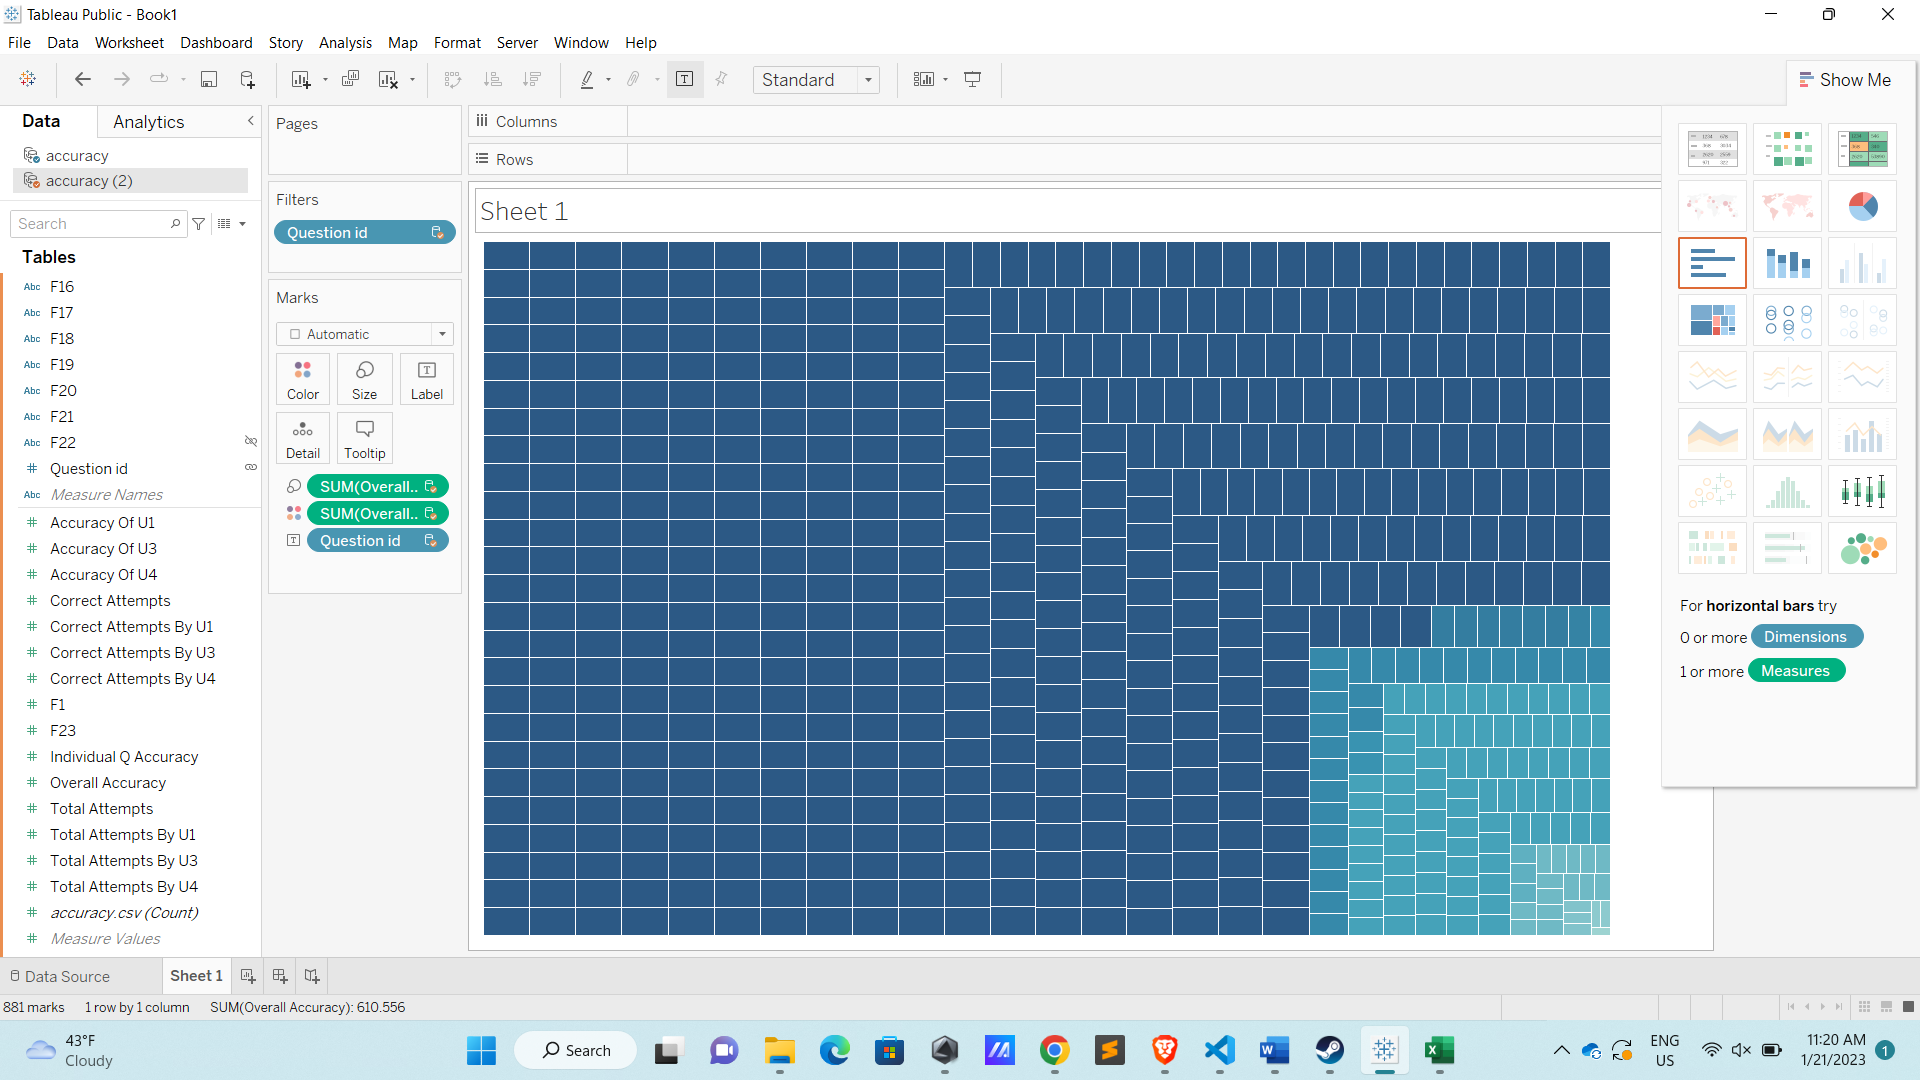 Tableau Public - Book1
File Data Worksheet Dashboard Story Analysis Map Format Server Window Help
Standard
Show Me
Data
Analytics
accuracy
accuracy (2)
Search
Tables
Abc F16
Abc F17
Abc F18
Abc F19
Abc F20
Abc F21
Abc F22
# Question id
Abc Measure Names
# Accuracy Of U1
# Accuracy Of U3
# Accuracy Of U4
# Correct Attempts
# Correct Attempts By U1
# Correct Attempts By U3
# Correct Attempts By U4
# F1
# F23
# Individual Q Accuracy
# Overall Accuracy
# Total Attempts
# Total Attempts By U1
# Total Attempts By U3
# Total Attempts By U4
# accuracy.csv (Count)
# Measure Values
Pages
Filters
Question id
Marks
Automatic
Color
Size
Label
Detail
Tooltip
SUM(Overall..
SUM(Overall..
Question id
Columns
Rows
Sheet 1
For horizontal bars try
0 or more Dimensions
1 or more Measures
Data Source
Sheet 1
881 marks 1 row by 1 column SUM(Overall Accuracy): 610.556
43°F
Cloudy
Search
ENG
US
11:20 AM
1/21/2023
1